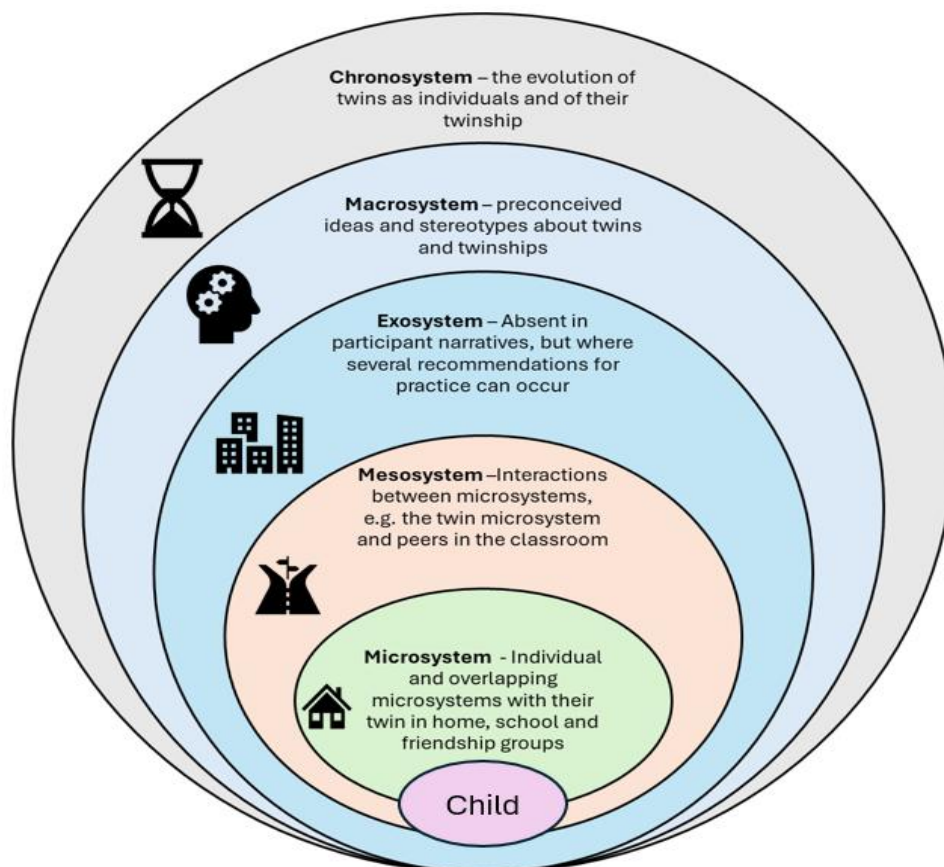 Chronosystem – the evolution of
twins as individuals and of their
twinship
Macrosystem – preconceived
ideas and stereotypes about twins
and twinships
Exosystem – Absent in
participant narratives, but where
several recommendations for
practice can occur
Mesosystem –Interactions
between microsystems,
e.g. the twin microsystem
and peers in the classroom
Microsystem - Individual
and overlapping
microsystems with their
twin in home, school and
friendship groups
Child